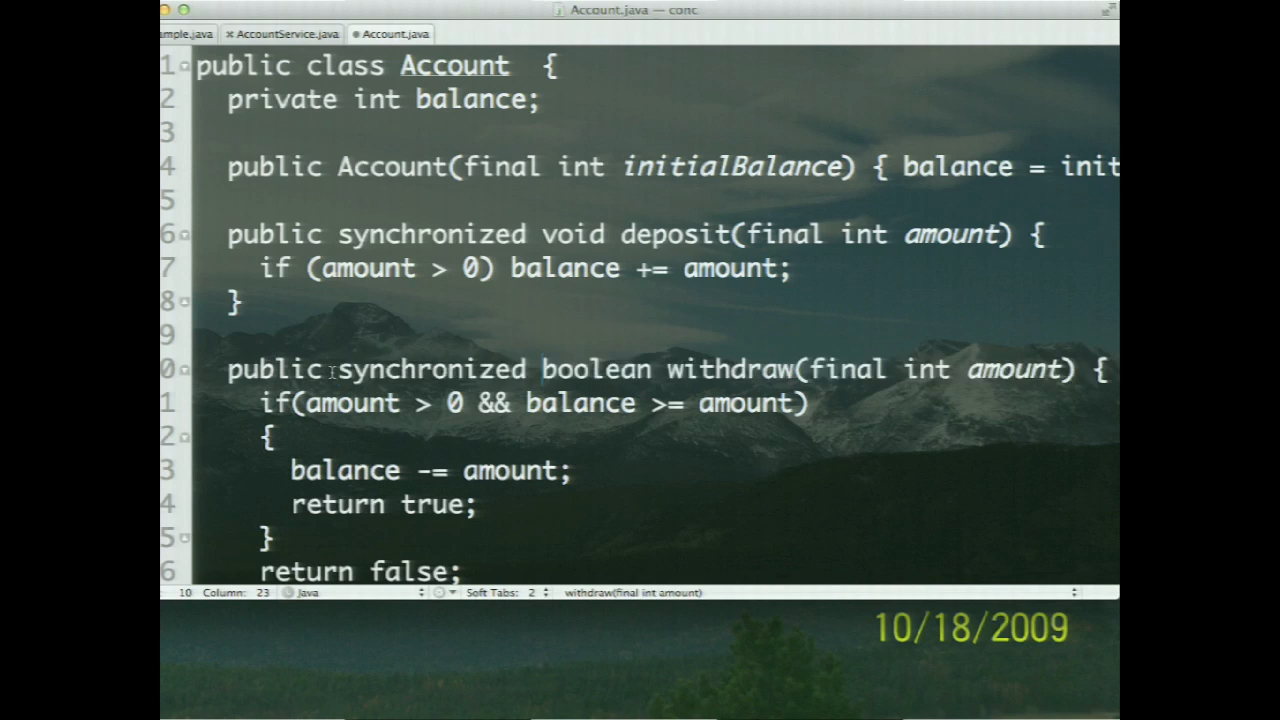 Account.java — conc
mple.java AccountService.java Account.java
1 public class Account {
2 private int balance;
3
4 public Account(final int initialBalance) { balance = init
5
6 public synchronized void deposit(final int amount) {
7 if (amount > 0) balance += amount;
8 }
9
0 public synchronized boolean withdraw(final int amount) {
1 if(amount > 0 && balance >= amount)
2 {
3 balance -= amount;
4 return true;
5 }
6 return false;
10 Column: 23 Java Soft Tabs: 2 withdraw(final int amount)
10/18/2009